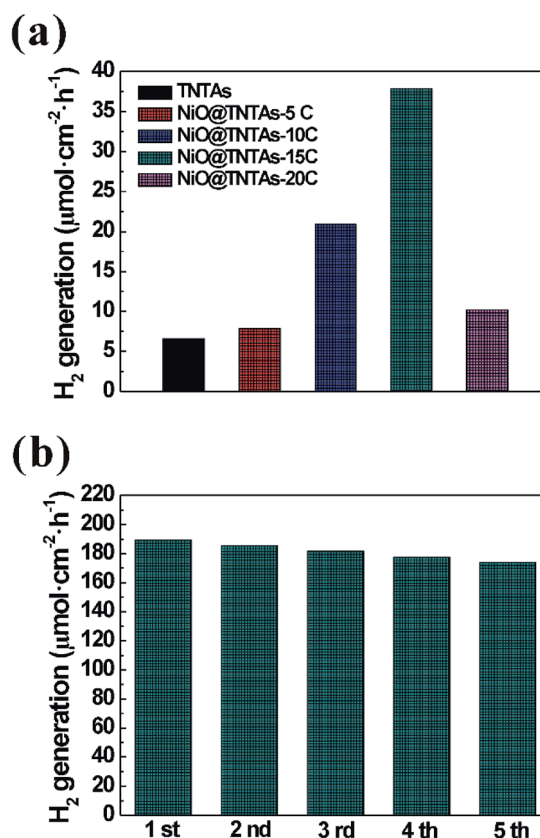 (a)
H₂ generation (μmol·cm⁻²·h⁻¹)
40
35
30
25
20
15
10
5
0
TNTAs
NiO@TNTAs-5 C
NiO@TNTAs-10C
NiO@TNTAs-15C
NiO@TNTAs-20C
(b)
H₂ generation (μmol·cm⁻²·h⁻¹)
220
200
180
160
140
120
100
80
60
40
20
0
1 st 2 nd 3 rd 4 th 5 th